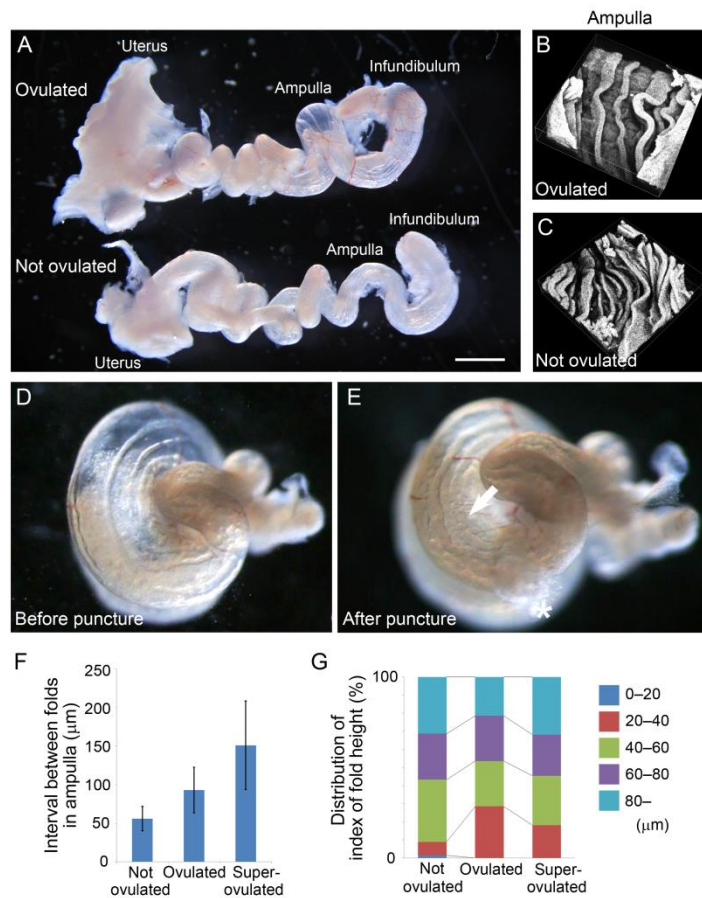 Ampulla
A
Uterus
Ovulated
Ampulla
Infundibulum
Infundibulum
Ampulla
Not ovulated
Uterus
B
Ovulated
C
Not ovulated
D
Before puncture
E
*
After puncture
F
Interval between folds
in ampulla (μm)
250
200
150
100
50
0
Not
ovulated
Ovulated
Super-
ovulated
G
Distribution of
index of fold height (%)
100
0
Not
ovulated
Ovulated
Super-
ovulated
0–20
20–40
40–60
60–80
80–
(μm)